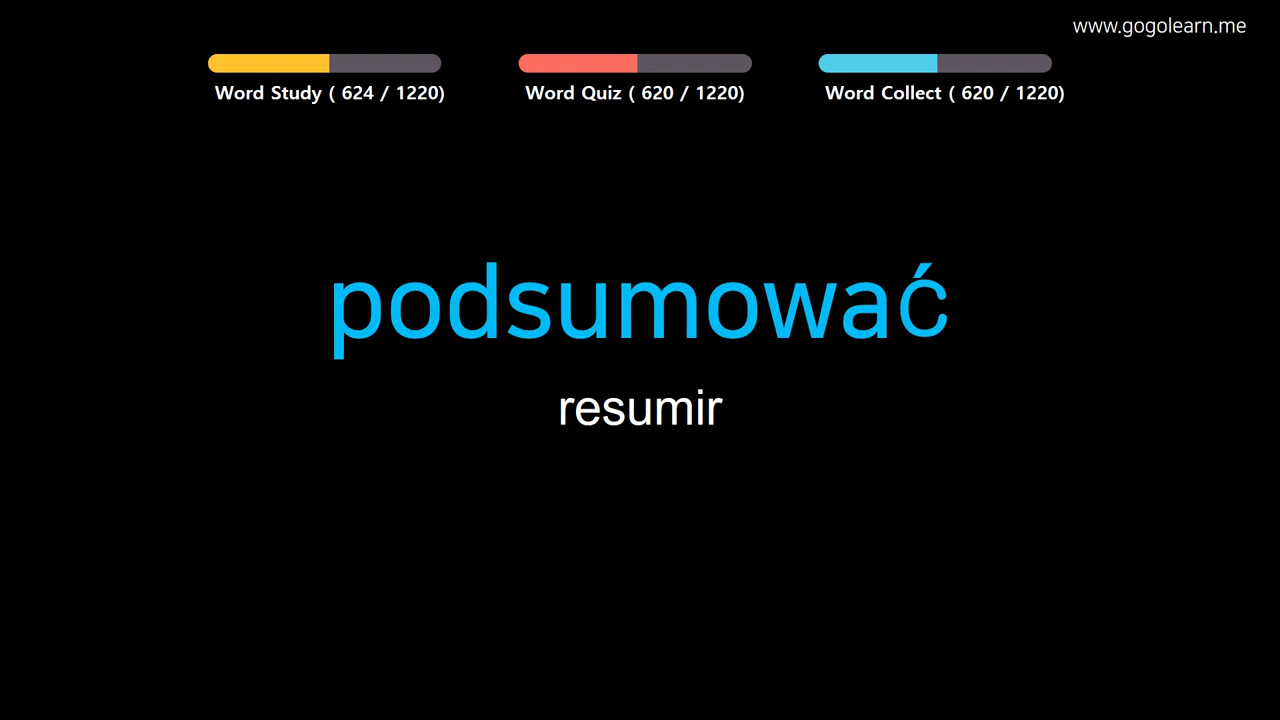 www.gogolearn.me
Word Study ( 624 / 1220)
Word Quiz ( 620 / 1220)
Word Collect ( 620 / 1220)
podsumować
resumir